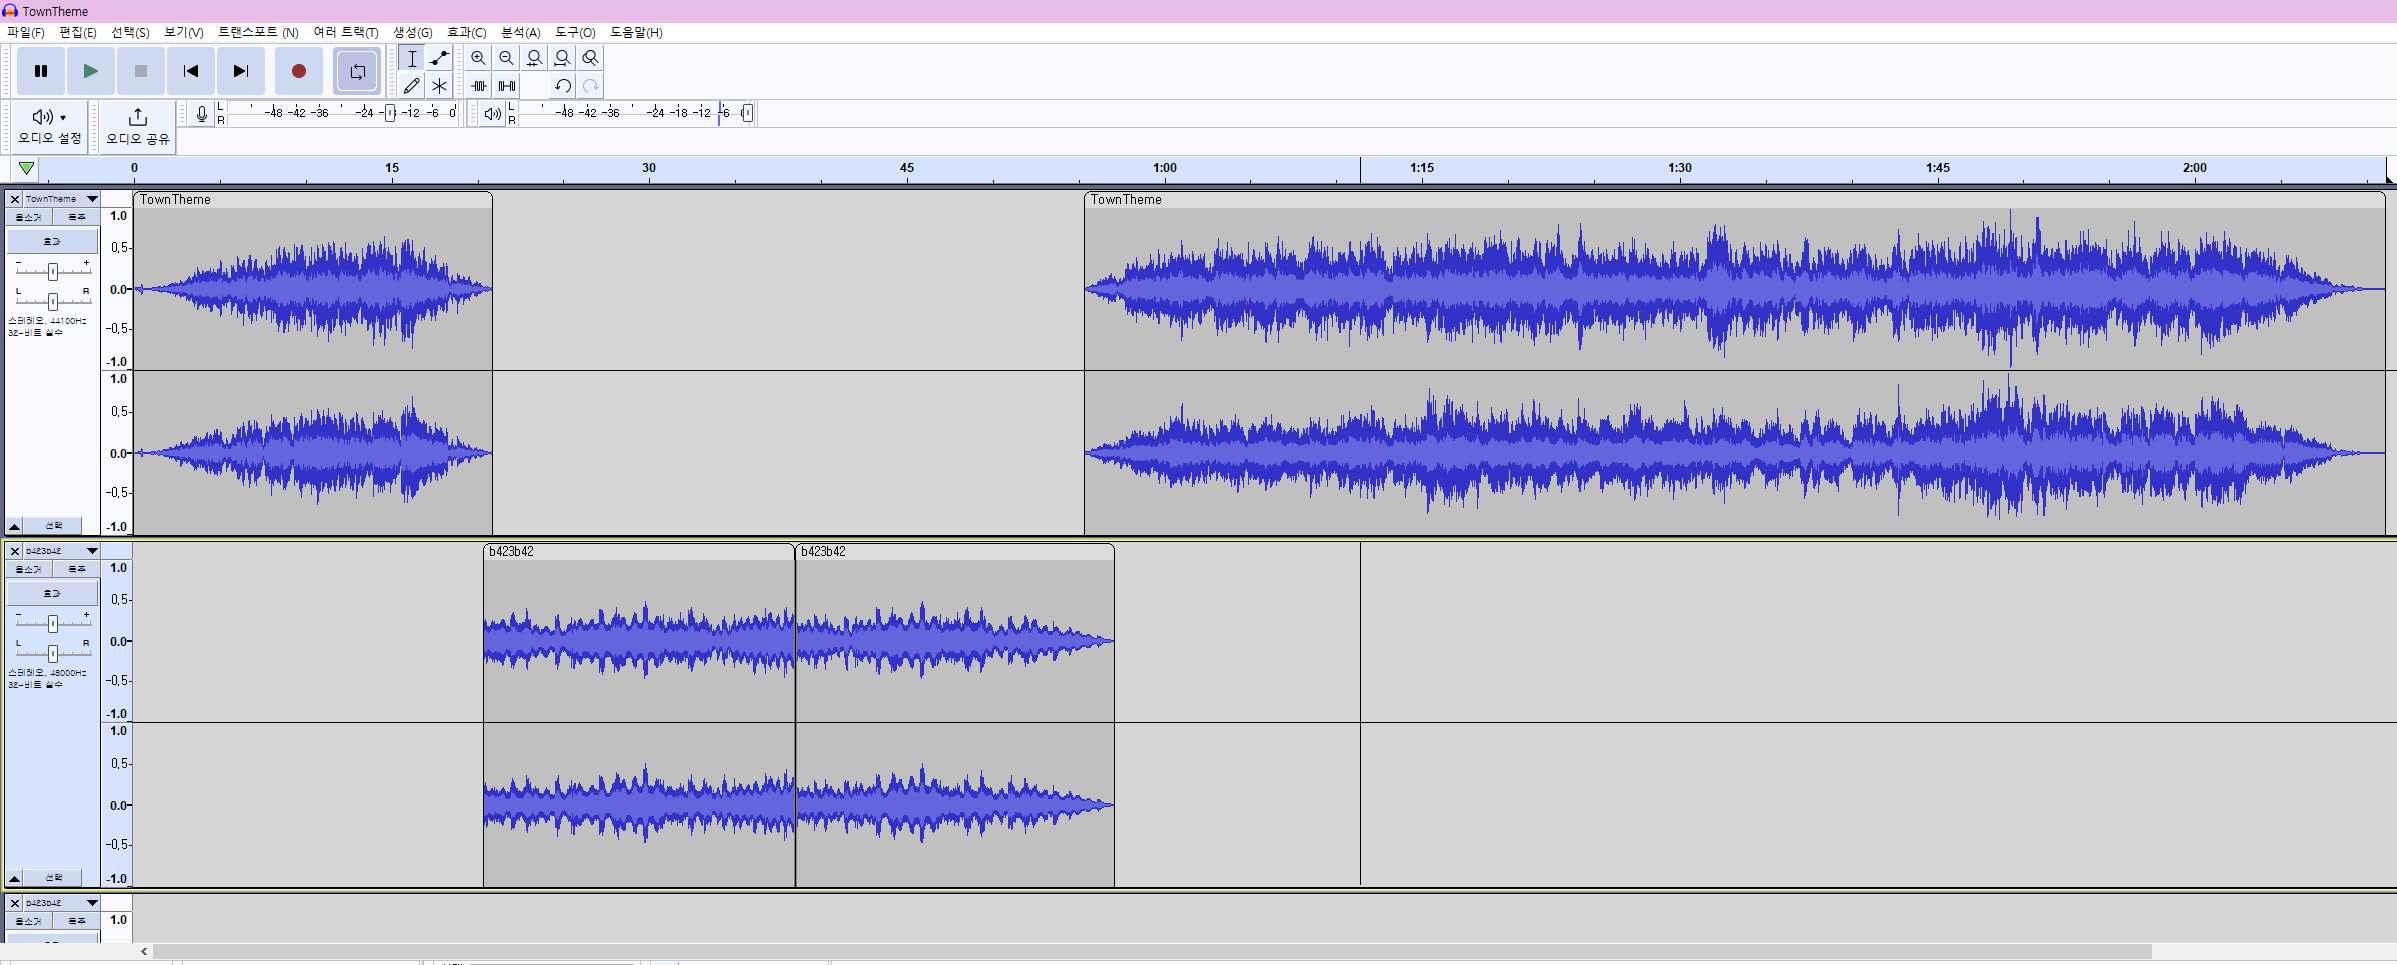 TownTheme
파일(F) 편집(E) 선택(S) 보기(V) 트랜스포트 (N) 여러 트랙(T) 생성(G) 효과(C) 분석(A) 도구(O) 도움말(H)
L
R
-48 -42 -36 -24 -12 -6 0
L
R
-48 -42 -36 -24 -18 -12 -6
오디오 설정
오디오 공유
0 15 30 45 1:00 1:15 1:30 1:45 2:00
TownTheme
음소거 독주
효과
- +
L R
스테레오, 44100Hz
32-비트 실수
선택
1.0
0.5
0.0
-0.5
-1.0
1.0
0.5
0.0
-0.5
-1.0
TownTheme
TownTheme
b423b42
음소거 독주
효과
- +
L R
스테레오, 48000Hz
32-비트 실수
선택
1.0
0.5
0.0
-0.5
-1.0
1.0
0.5
0.0
-0.5
-1.0
b423b42
b423b42
b423b42
음소거 독주
1.0